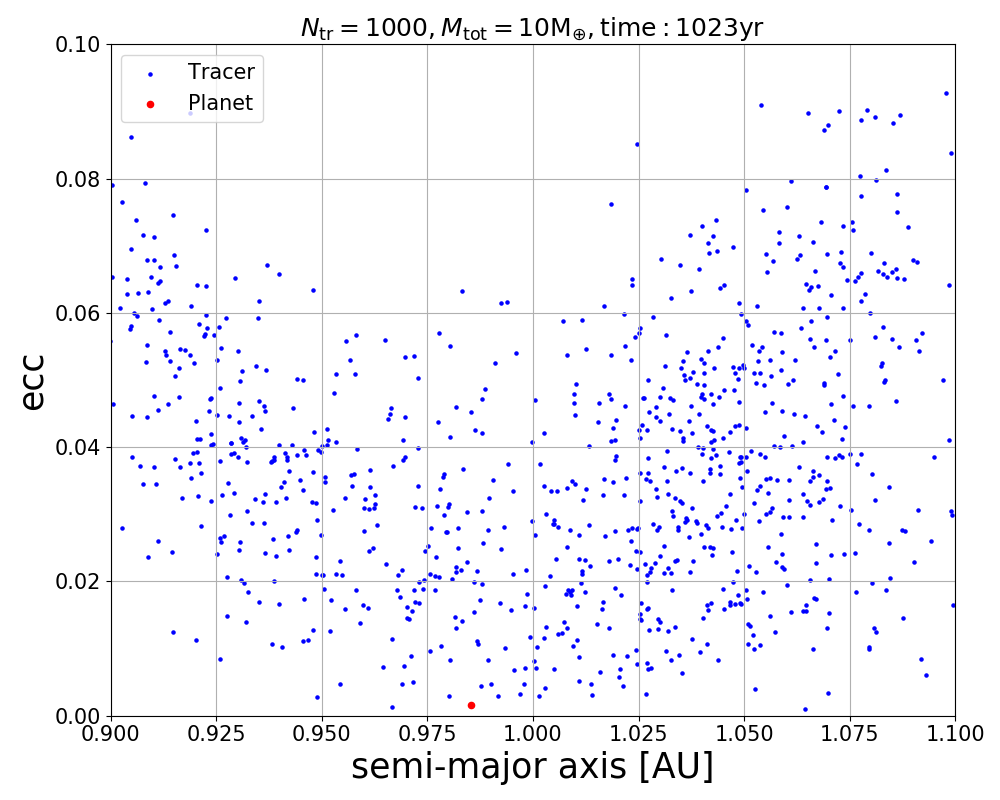 N_tr = 1000, M_tot = 10M_⊕, time : 1023yr
Tracer
Planet
0.10
0.08
0.06
0.04
0.02
0.00
ecc
0.900 0.925 0.950 0.975 1.000 1.025 1.050 1.075 1.100
semi-major axis [AU]